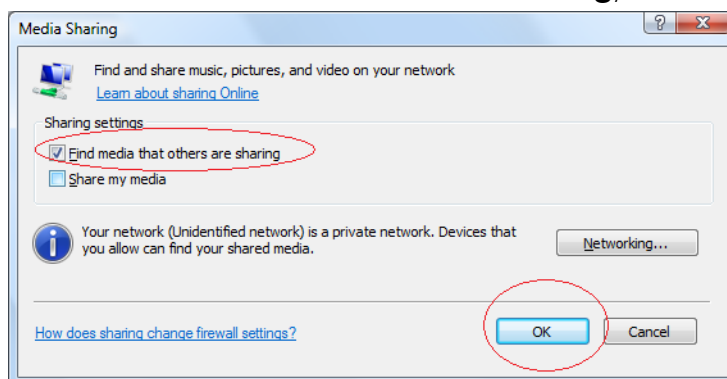 Media Sharing
Find and share music, pictures, and video on your network
Learn about sharing Online
Sharing settings
Find media that others are sharing
Share my media
Your network (Unidentified network) is a private network. Devices that
you allow can find your shared media.
Networking...
How does sharing change firewall settings?
OK
Cancel